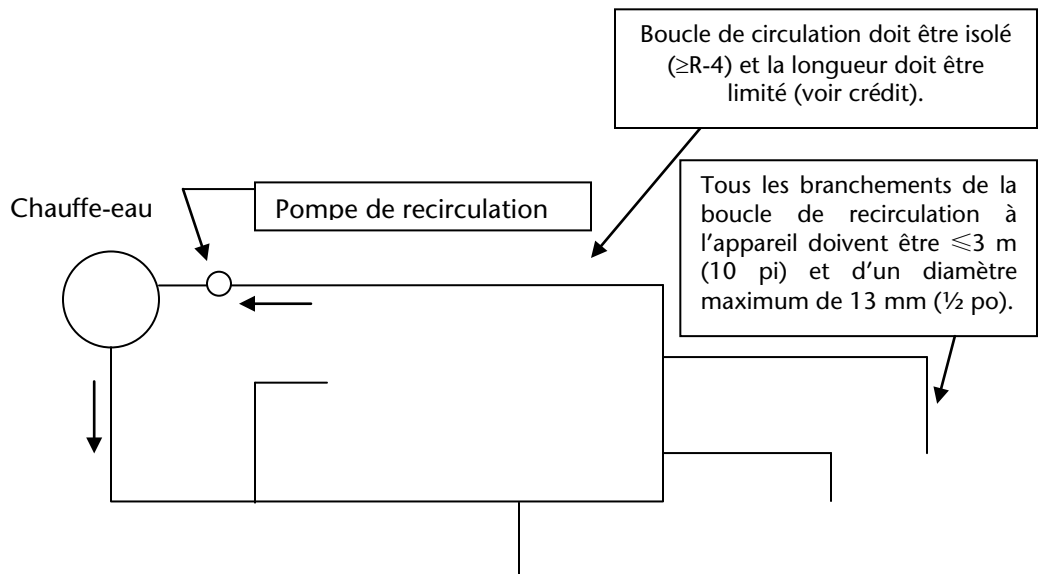 Boucle de circulation doit être isolé
(≥R-4) et la longueur doit être
limité (voir crédit).
Tous les branchements de la
boucle de recirculation à
l’appareil doivent être ≤3 m
(10 pi) et d’un diamètre
maximum de 13 mm (½ po).
Chauffe-eau
Pompe de recirculation